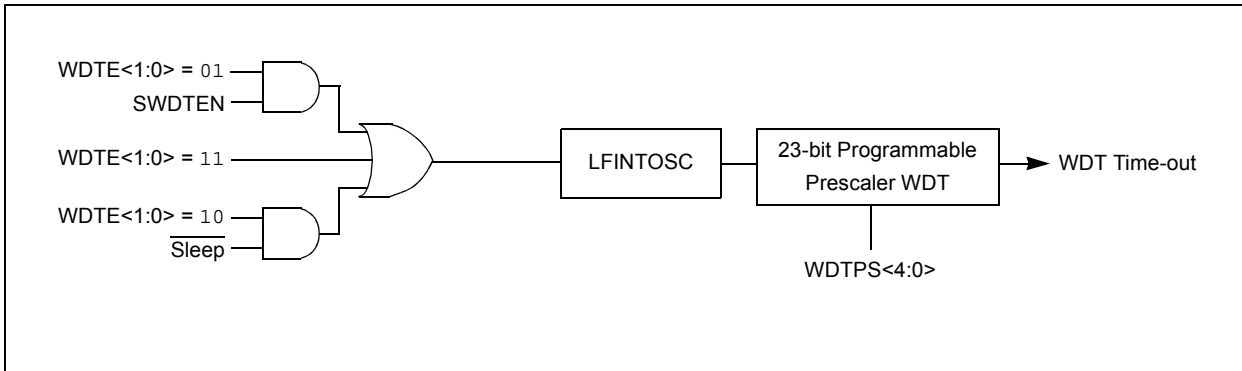 WDTE<1:0> = 01
SWDTEN
WDTE<1:0> = 11
WDTE<1:0> = 10
Sleep
LFINTOSC
23-bit Programmable
Prescaler WDT
WDT Time-out
WDTPS<4:0>